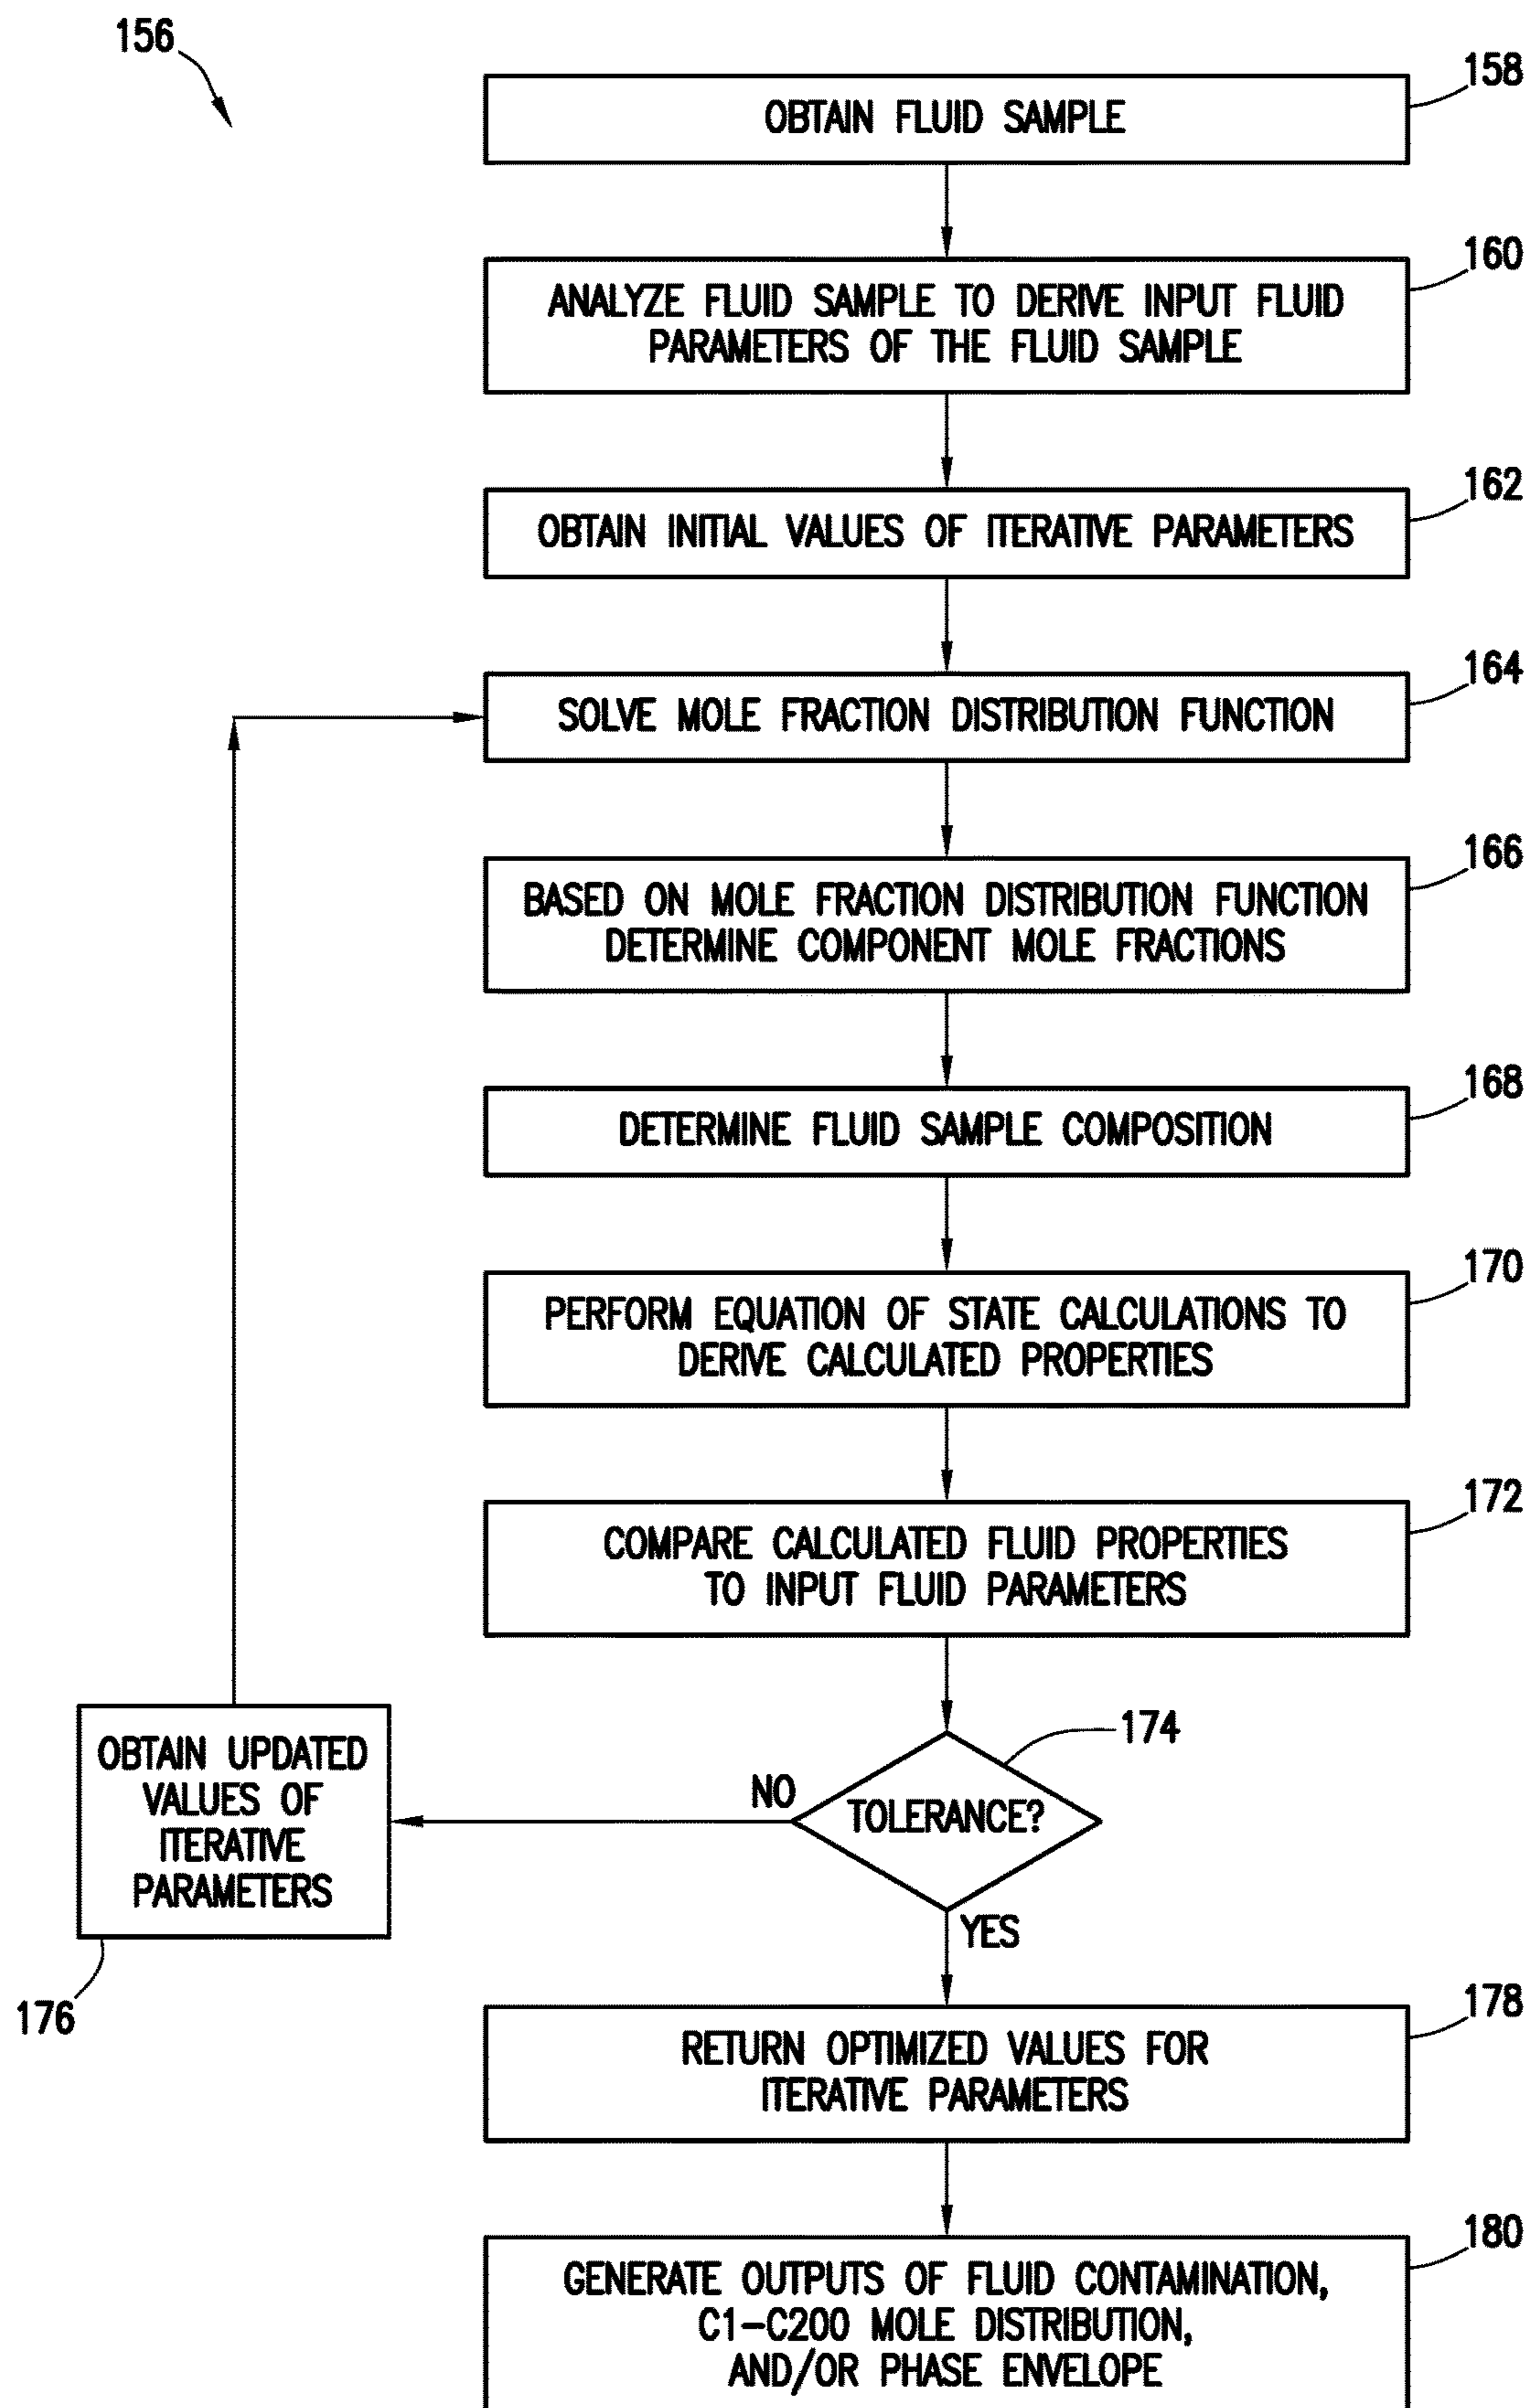 156
158
OBTAIN FLUID SAMPLE
160
ANALYZE FLUID SAMPLE TO DERIVE INPUT FLUID
PARAMETERS OF THE FLUID SAMPLE
162
OBTAIN INITIAL VALUES OF ITERATIVE PARAMETERS
164
SOLVE MOLE FRACTION DISTRIBUTION FUNCTION
166
BASED ON MOLE FRACTION DISTRIBUTION FUNCTION
DETERMINE COMPONENT MOLE FRACTIONS
168
DETERMINE FLUID SAMPLE COMPOSITION
170
PERFORM EQUATION OF STATE CALCULATIONS TO
DERIVE CALCULATED PROPERTIES
172
COMPARE CALCULATED FLUID PROPERTIES
TO INPUT FLUID PARAMETERS
174
TOLERANCE?
NO
OBTAIN UPDATED
VALUES OF
ITERATIVE
PARAMETERS
176
YES
178
RETURN OPTIMIZED VALUES FOR
ITERATIVE PARAMETERS
180
GENERATE OUTPUTS OF FLUID CONTAMINATION,
C1-C200 MOLE DISTRIBUTION,
AND/OR PHASE ENVELOPE